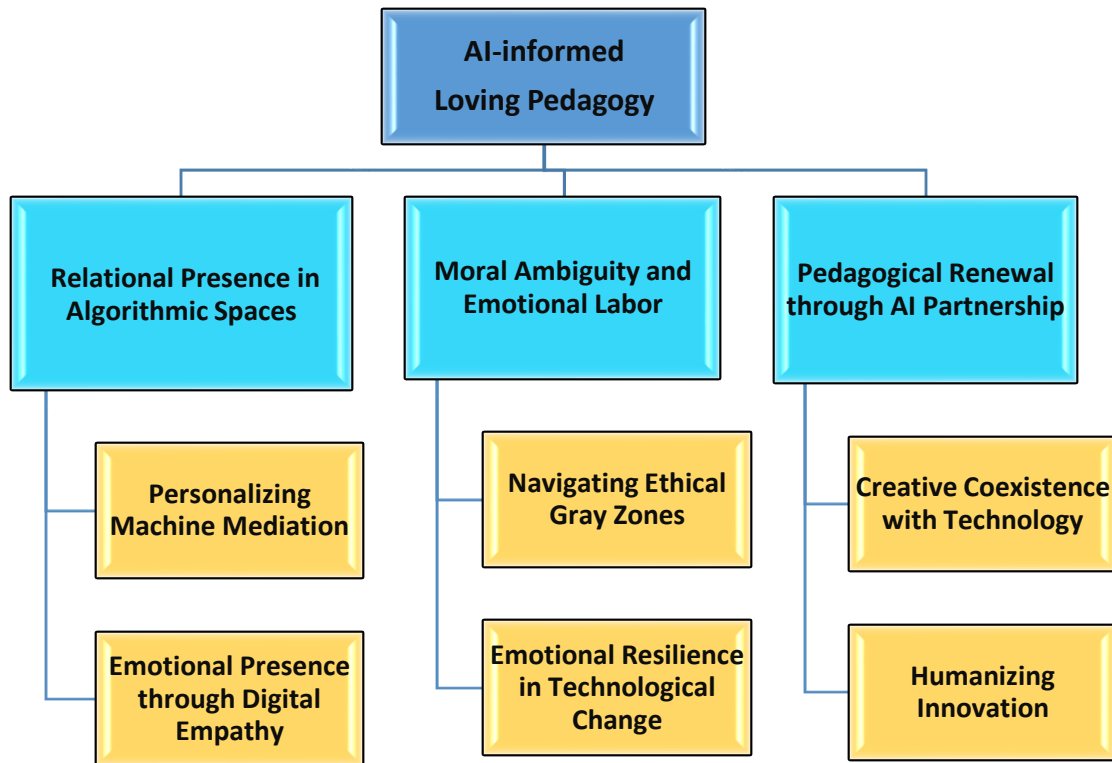 AI-informed
Loving Pedagogy
Relational Presence in
Algorithmic Spaces
Moral Ambiguity and
Emotional Labor
Pedagogical Renewal
through AI Partnership
Personalizing
Machine Mediation
Navigating Ethical
Gray Zones
Creative Coexistence
with Technology
Emotional Presence
through Digital
Empathy
Emotional Resilience
in Technological
Change
Humanizing
Innovation